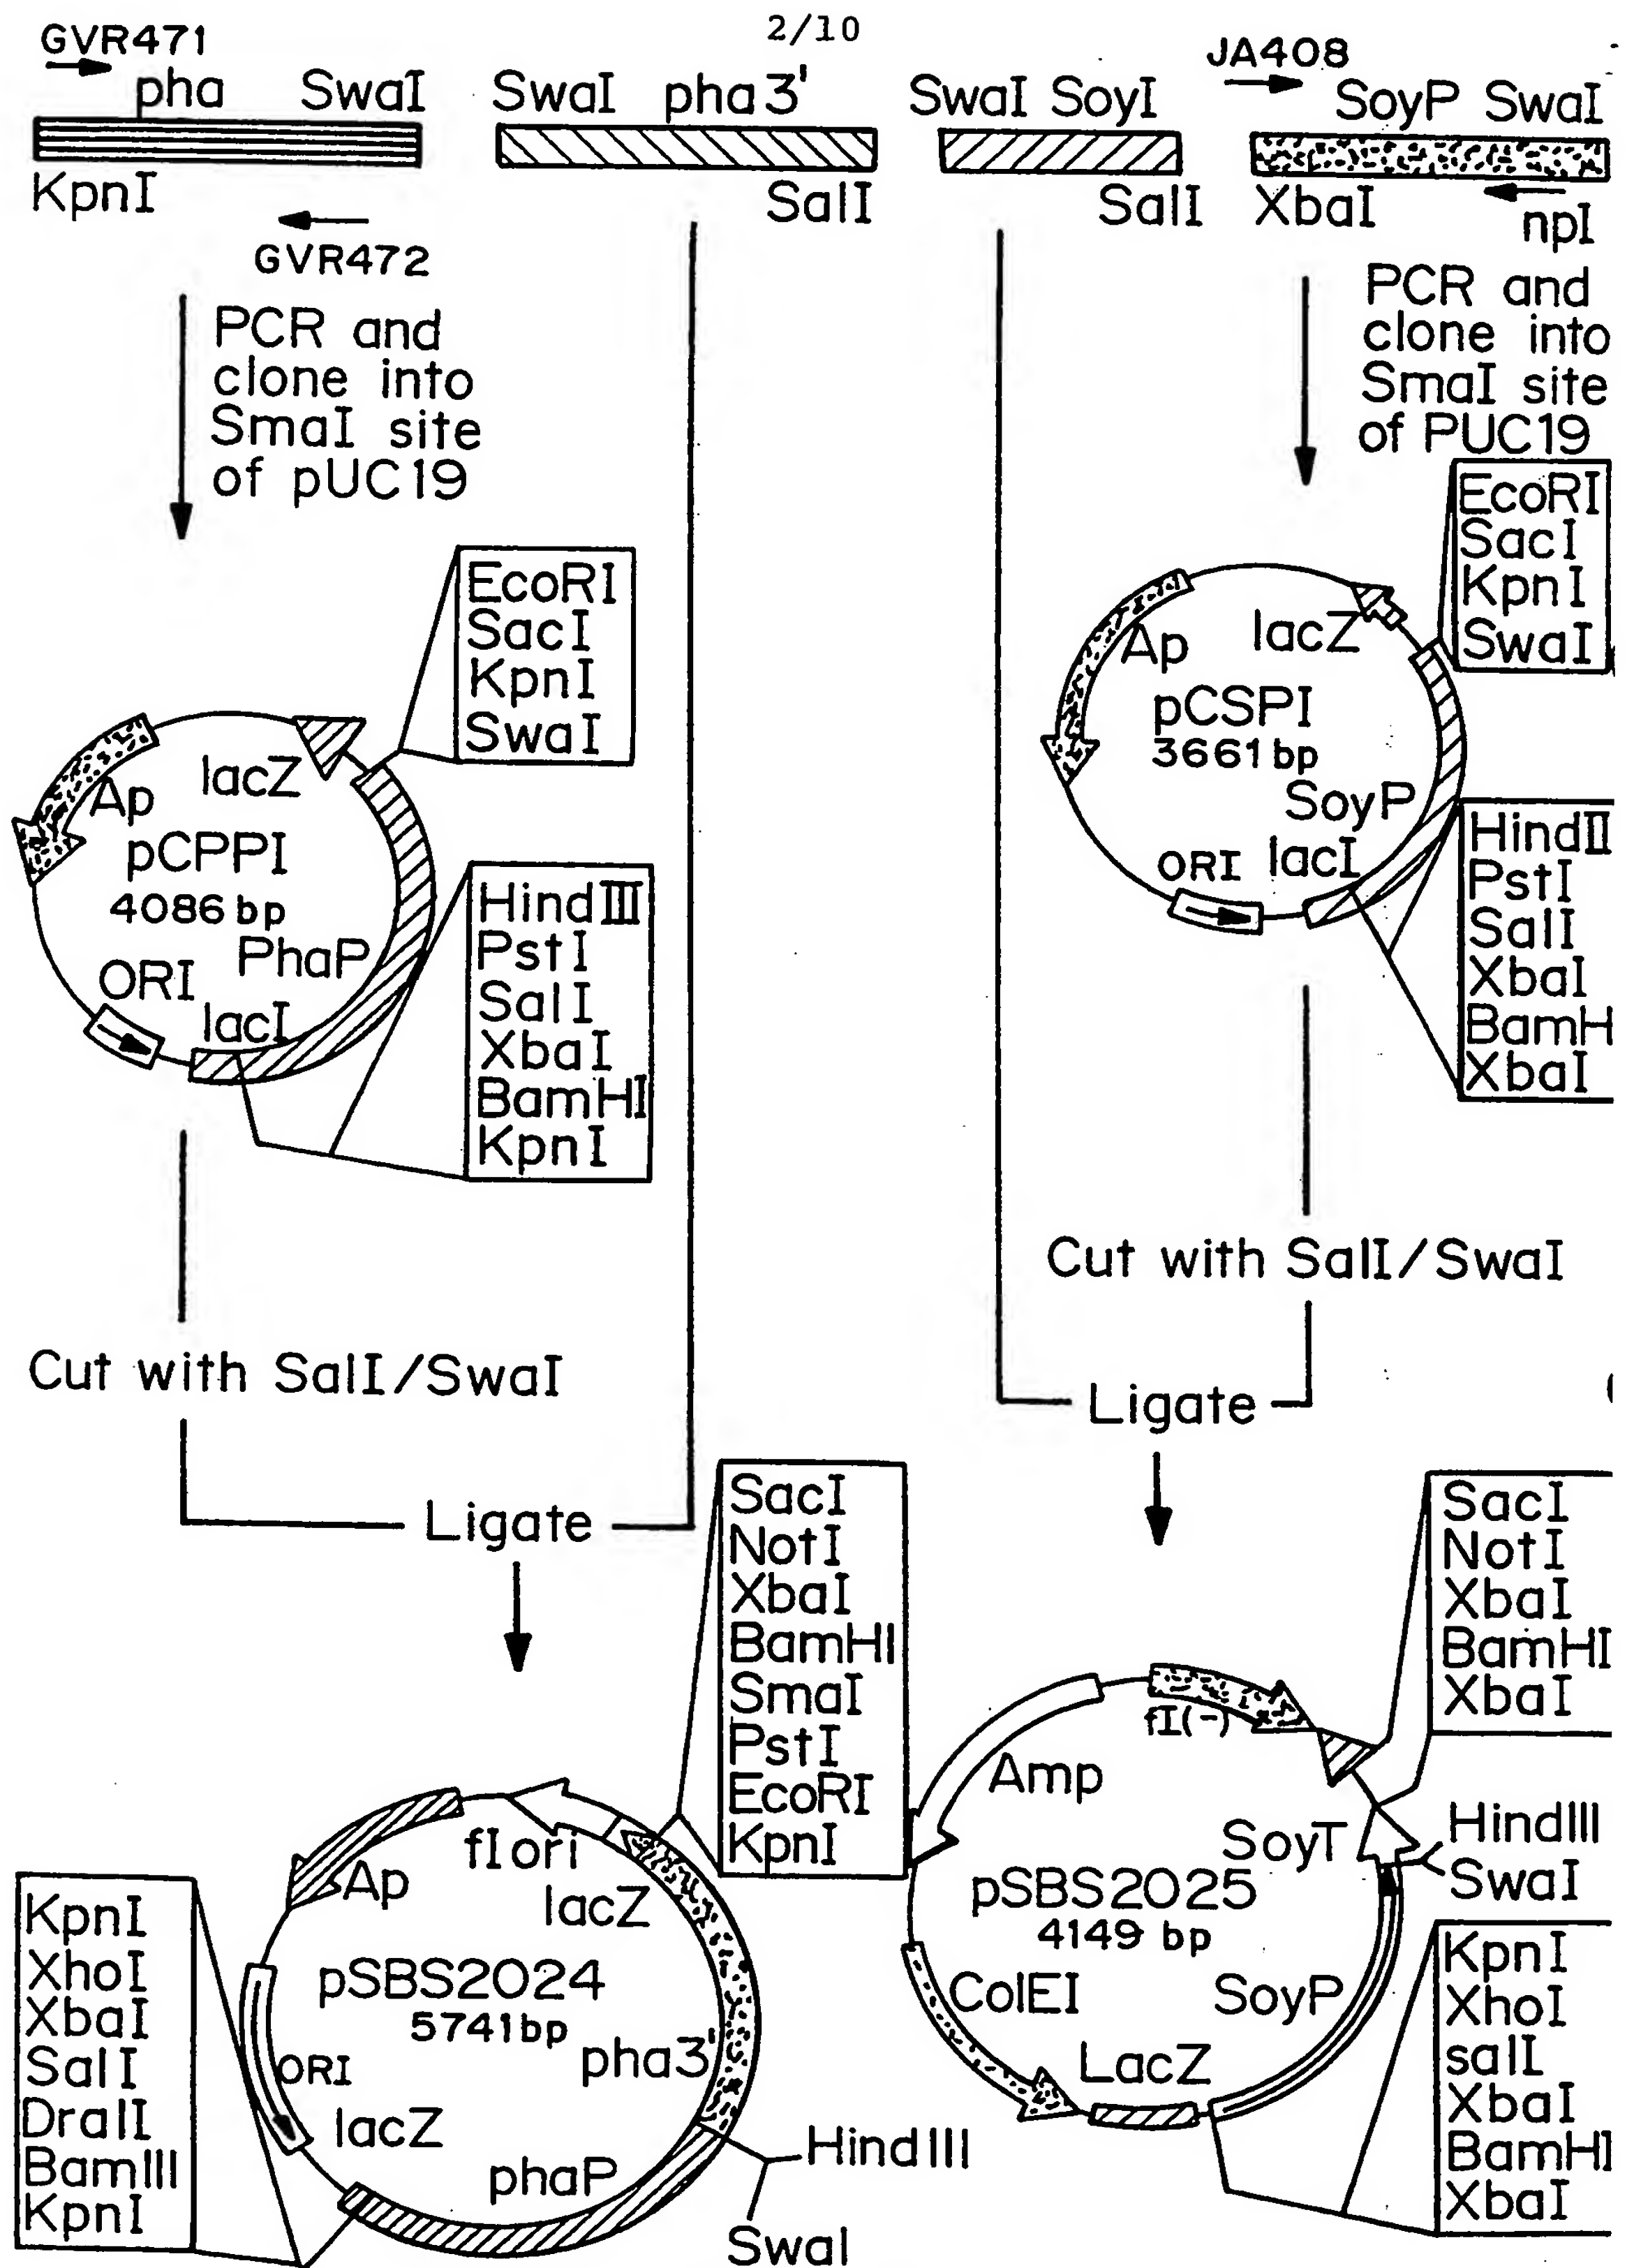 2/10
GVR471
pha SwaI
KpnI
GVR472
SwaI pha3'
SalI
SwaI SoyI
SalI
JA408
SoyP SwaI
XbaI
npI
PCR and
clone into
SmaI site
of pUC19
PCR and
clone into
SmaI site
of PUC19
EcoRI
SacI
KpnI
SwaI
Ap
lacZ
pCPPI
4086 bp
PhaP
ORI
lacI
HindIII
PstI
SalI
XbaI
BamHI
KpnI
EcoRI
SacI
KpnI
SwaI
Ap
lacZ
pCSPI
3661 bp
SoyP
ORI
lacI
HindII
PstI
SalI
XbaI
BamH
XbaI
Cut with SalI/SwaI
Cut with SalI/SwaI
Ligate
Ligate
SacI
NotI
XbaI
BamHI
SmaI
PstI
EcoRI
KpnI
Ap
fIori
lacZ
pSBS2024
5741bp
pha3'
ORI
lacZ
phaP
HindIII
SwaI
KpnI
XhoI
XbaI
SalI
DraII
BamIII
KpnI
SacI
NotI
XbaI
BamHI
XbaI
fI(-)
Amp
SoyT
HindIII
SwaI
pSBS2025
4149 bp
ColEI
SoyP
LacZ
KpnI
XhoI
salI
XbaI
BamHI
XbaI